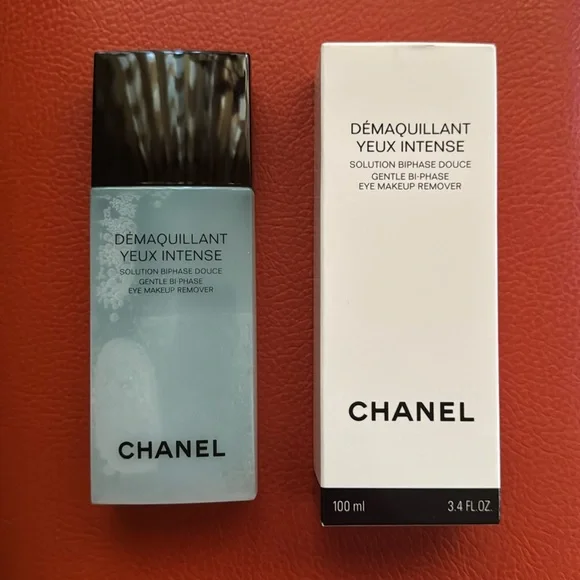 DÉMAQUILLANT
YEUX INTENSE
SOLUTION BIPHASE DOUCE
GENTLE BI-PHASE
EYE MAKEUP REMOVER
CHANEL
DÉMAQUILLANT
YEUX INTENSE
SOLUTION BIPHASE DOUCE
GENTLE BI-PHASE
EYE MAKEUP REMOVER
CHANEL
100 ml 3.4 FL.OZ.